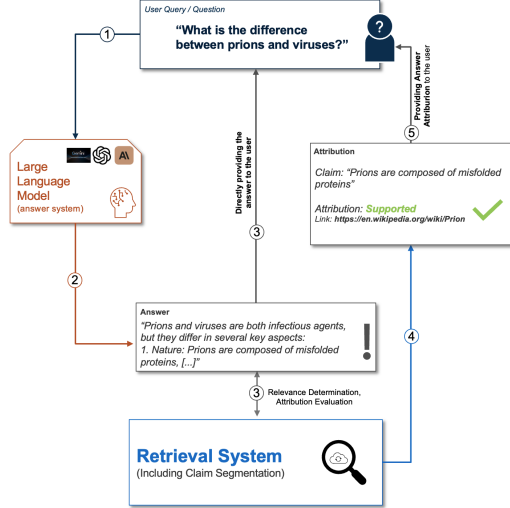 User Query / Question
“What is the difference
between prions and viruses?”
?
1
Large
Language
Model
(answer system)
A\
Directly providing the
answer to the user
3
Providing Answer
Attriburion to the user
5
Attribution
Claim: “Prions are composed of misfolded
proteins”
Attribution: Supported
Link: https://en.wikipedia.org/wiki/Prion
2
Answer
“Prions and viruses are both infectious agents,
but they differ in several key aspects:
1. Nature: Prions are composed of misfolded
proteins, [...]”
!
4
3
Relevance Determination,
Attribution Evaluation
Retrieval System
(Including Claim Segmentation)